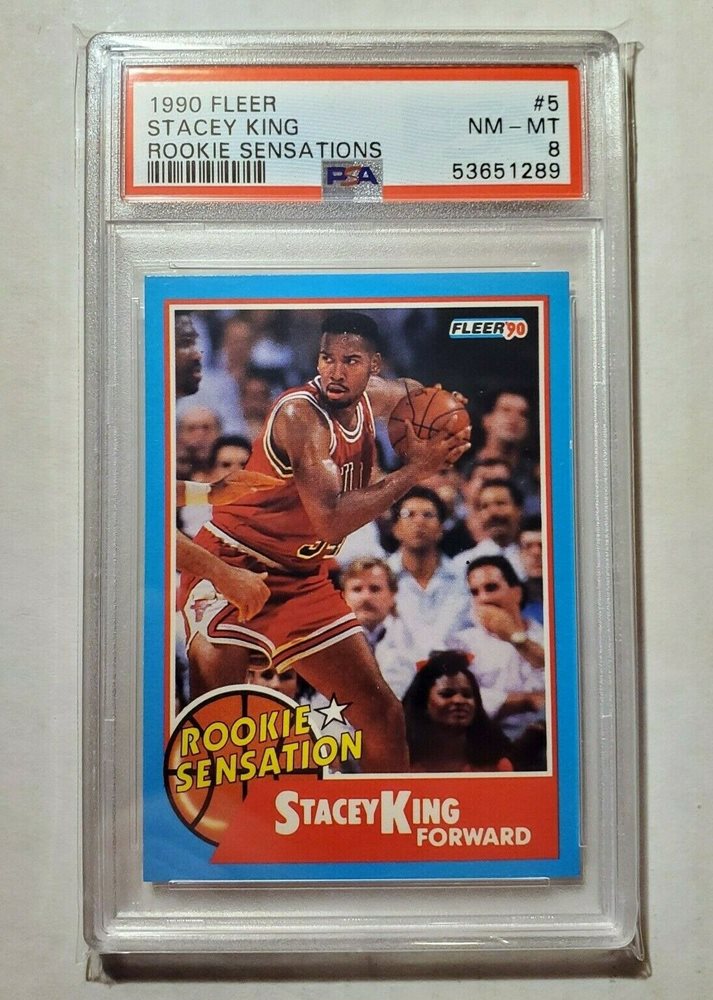 1990 FLEER #5
STACEY KING NM - MT
ROOKIE SENSATIONS 8
PSA 53651289
FLEER '90
ROOKIE
SENSATION
STACEY KING
FORWARD